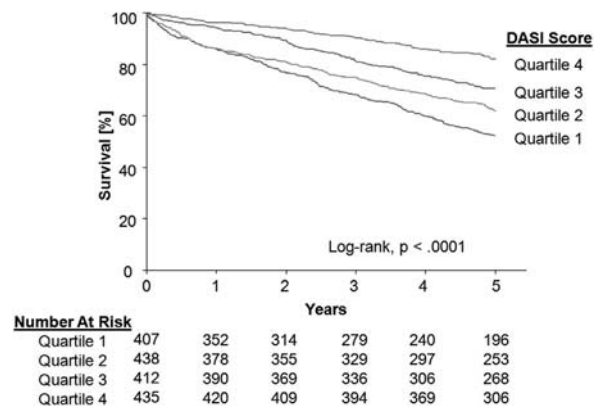 100
80
60
40
20
0
Survival [%]
DASI Score
Quartile 4
Quartile 3
Quartile 2
Quartile 1
Log-rank, p < .0001
0 1 2 3 4 5
Years
Number At Risk
Quartile 1 407 352 314 279 240 196
Quartile 2 438 378 355 329 297 253
Quartile 3 412 390 369 336 306 268
Quartile 4 435 420 409 394 369 306